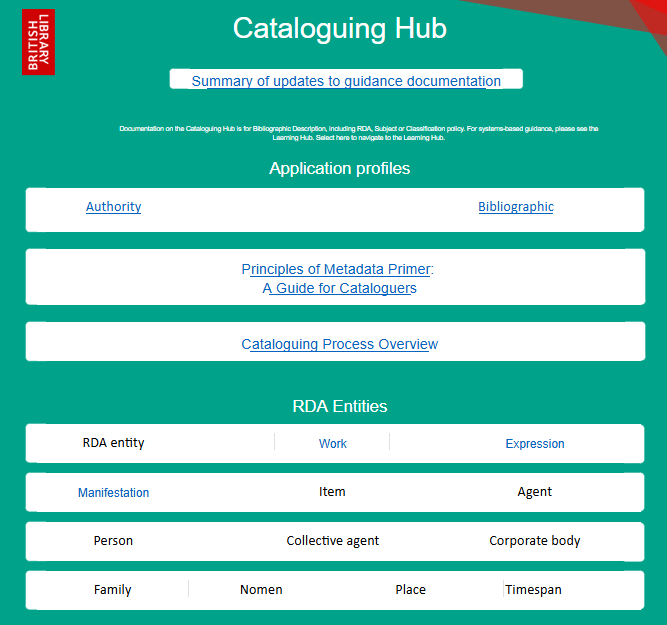 LIBRARY
BRITISH
Cataloguing Hub
Summary of updates to guidance documentation
Documentation on the Cataloguing Hub is for Bibliographic Description, including RDA, Subject or Classification policy. For systems-based guidance, please see the
Learning Hub. Select here to navigate to the Learning Hub.
Application profiles
Authority Bibliographic
Principles of Metadata Primer:
A Guide for Cataloguers
Cataloguing Process Overview
RDA Entities
RDA entity Work Expression
Manifestation Item Agent
Person Collective agent Corporate body
Family Nomen Place Timespan